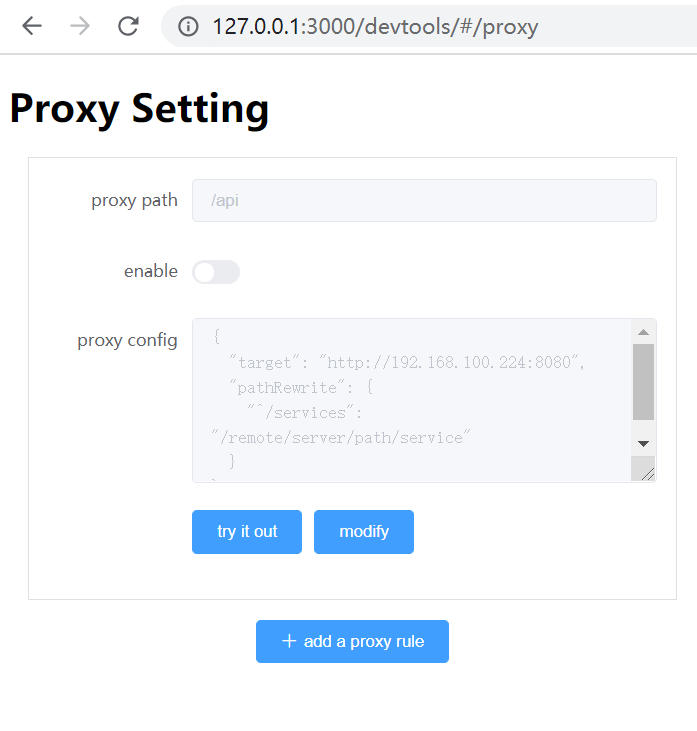 127.0.0.1:3000/devtools/#/proxy
Proxy Setting
proxy path
/api
enable
proxy config
{
"target": "http://192.168.100.224:8080",
"pathRewrite": {
"^/services":
"/remote/server/path/service"
}
try it out
modify
+ add a proxy rule